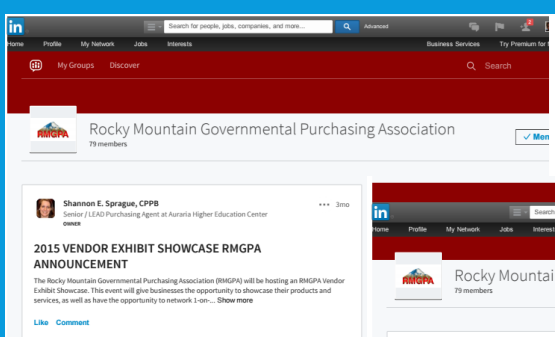 in
Search for people, jobs, companies, and more...
Advanced
Home Profile My Network Jobs Interests
Business Services Try Premium for
My Groups Discover
Search
RMGPA
Rocky Mountain Governmental Purchasing Association
79 members
Shannon E. Sprague, CPPB
Senior / LEAD Purchasing Agent at Auraria Higher Education Center
OWNER
3mo
2015 VENDOR EXHIBIT SHOWCASE RMGPA
ANNOUNCEMENT
The Rocky Mountain Governmental Purchasing Association (RMGPA) will be hosting an RMGPA Vendor
Exhibit Showcase. This event will give businesses the opportunity to showcase their products and
services, as well as have the opportunity to network 1-on-... Show more
Like Comment
in
Search
Home Profile My Network Jobs Interest
RMGPA
Rocky Mountai
79 members